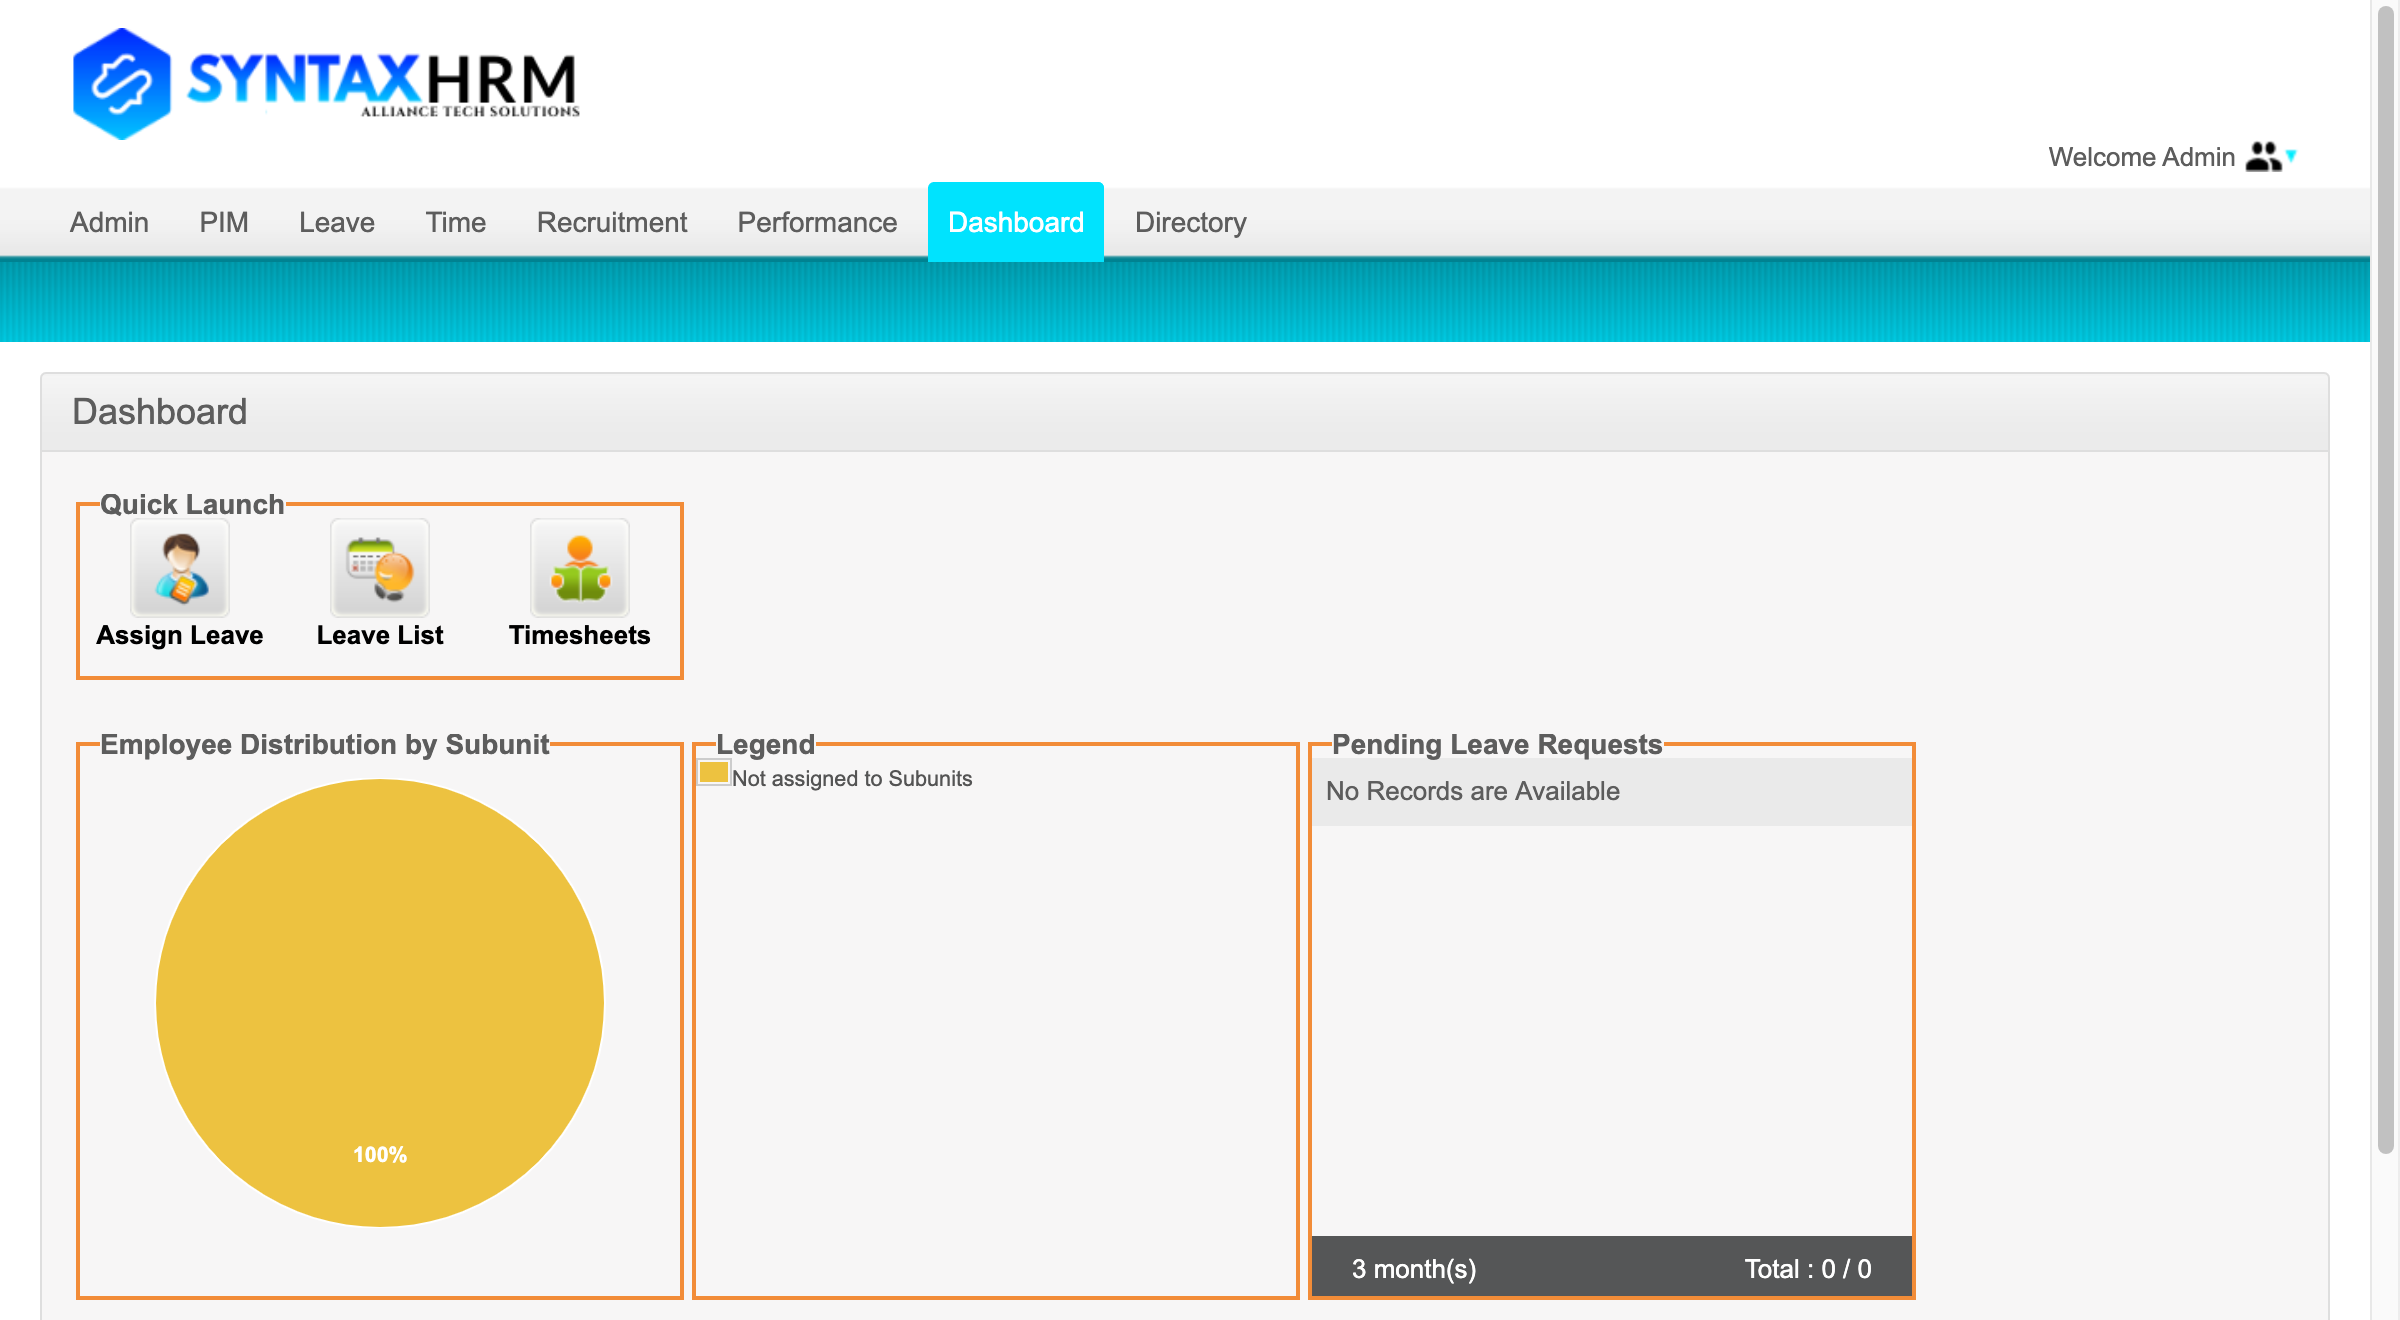 SYNTAXHRM
ALLIANCE TECH SOLUTIONS
Welcome Admin
Admin PIM Leave Time Recruitment Performance Dashboard Directory
Dashboard
Quick Launch
Assign Leave Leave List Timesheets
Employee Distribution by Subunit
100%
Legend
Not assigned to Subunits
Pending Leave Requests
No Records are Available
3 month(s) Total : 0 / 0